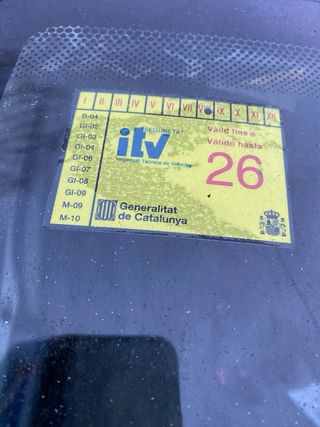 I II III IV V VI VII VIII IX X XI XII
B-04
GI-02
GI-03
GI-04
GI-06
GI-07
GI-08
GI-09
M-09
M-10
SEGURETAT
itv
Inspecció Tècnica de Vehicles
Vàlid fins a
Válido hasta
26
Generalitat
de Catalunya